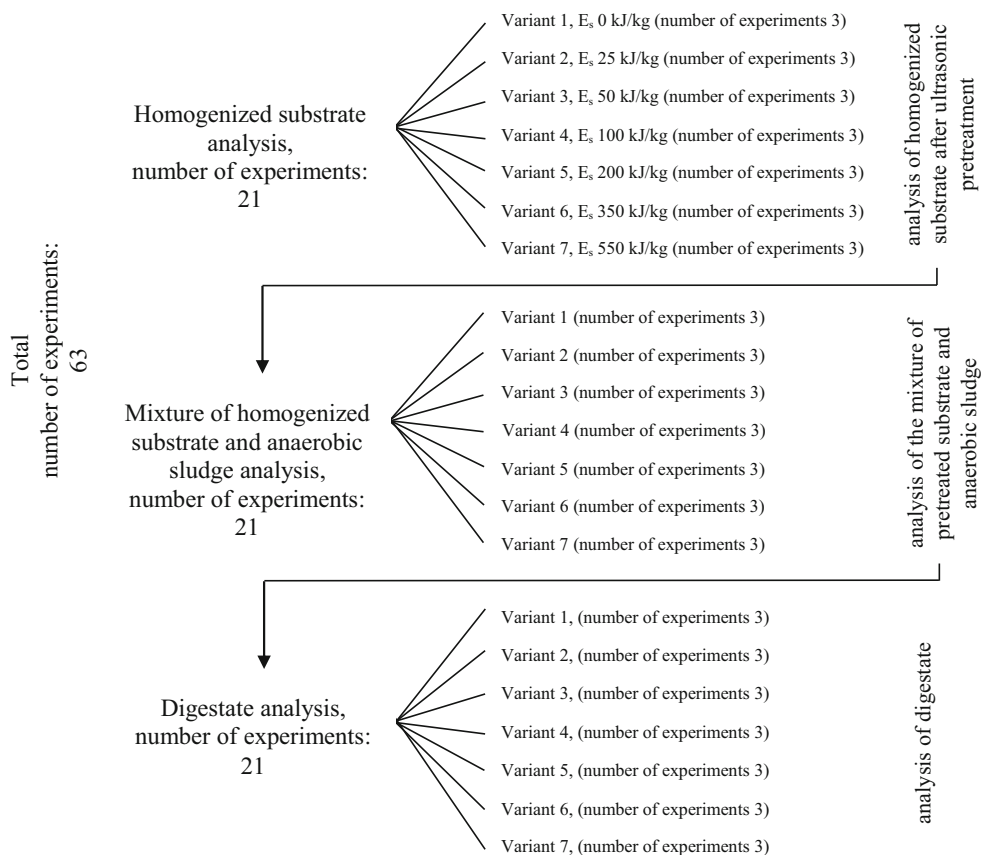 Total
number of experiments:
63
Homogenized substrate
analysis,
number of experiments:
21
Variant 1, Es 0 kJ/kg (number of experiments 3)
Variant 2, Es 25 kJ/kg (number of experiments 3)
Variant 3, Es 50 kJ/kg (number of experiments 3)
Variant 4, Es 100 kJ/kg (number of experiments 3)
Variant 5, Es 200 kJ/kg (number of experiments 3)
Variant 6, Es 350 kJ/kg (number of experiments 3)
Variant 7, Es 550 kJ/kg (number of experiments 3)
analysis of homogenized
substrate after ultrasonic
pretreatment
Mixture of homogenized
substrate and anaerobic
sludge analysis,
number of experiments:
21
Variant 1 (number of experiments 3)
Variant 2 (number of experiments 3)
Variant 3 (number of experiments 3)
Variant 4 (number of experiments 3)
Variant 5 (number of experiments 3)
Variant 6 (number of experiments 3)
Variant 7 (number of experiments 3)
analysis of the mixture of
pretreated substrate and
anaerobic sludge
Digestate analysis,
number of experiments:
21
Variant 1, (number of experiments 3)
Variant 2, (number of experiments 3)
Variant 3, (number of experiments 3)
Variant 4, (number of experiments 3)
Variant 5, (number of experiments 3)
Variant 6, (number of experiments 3)
Variant 7, (number of experiments 3)
analysis of digestate